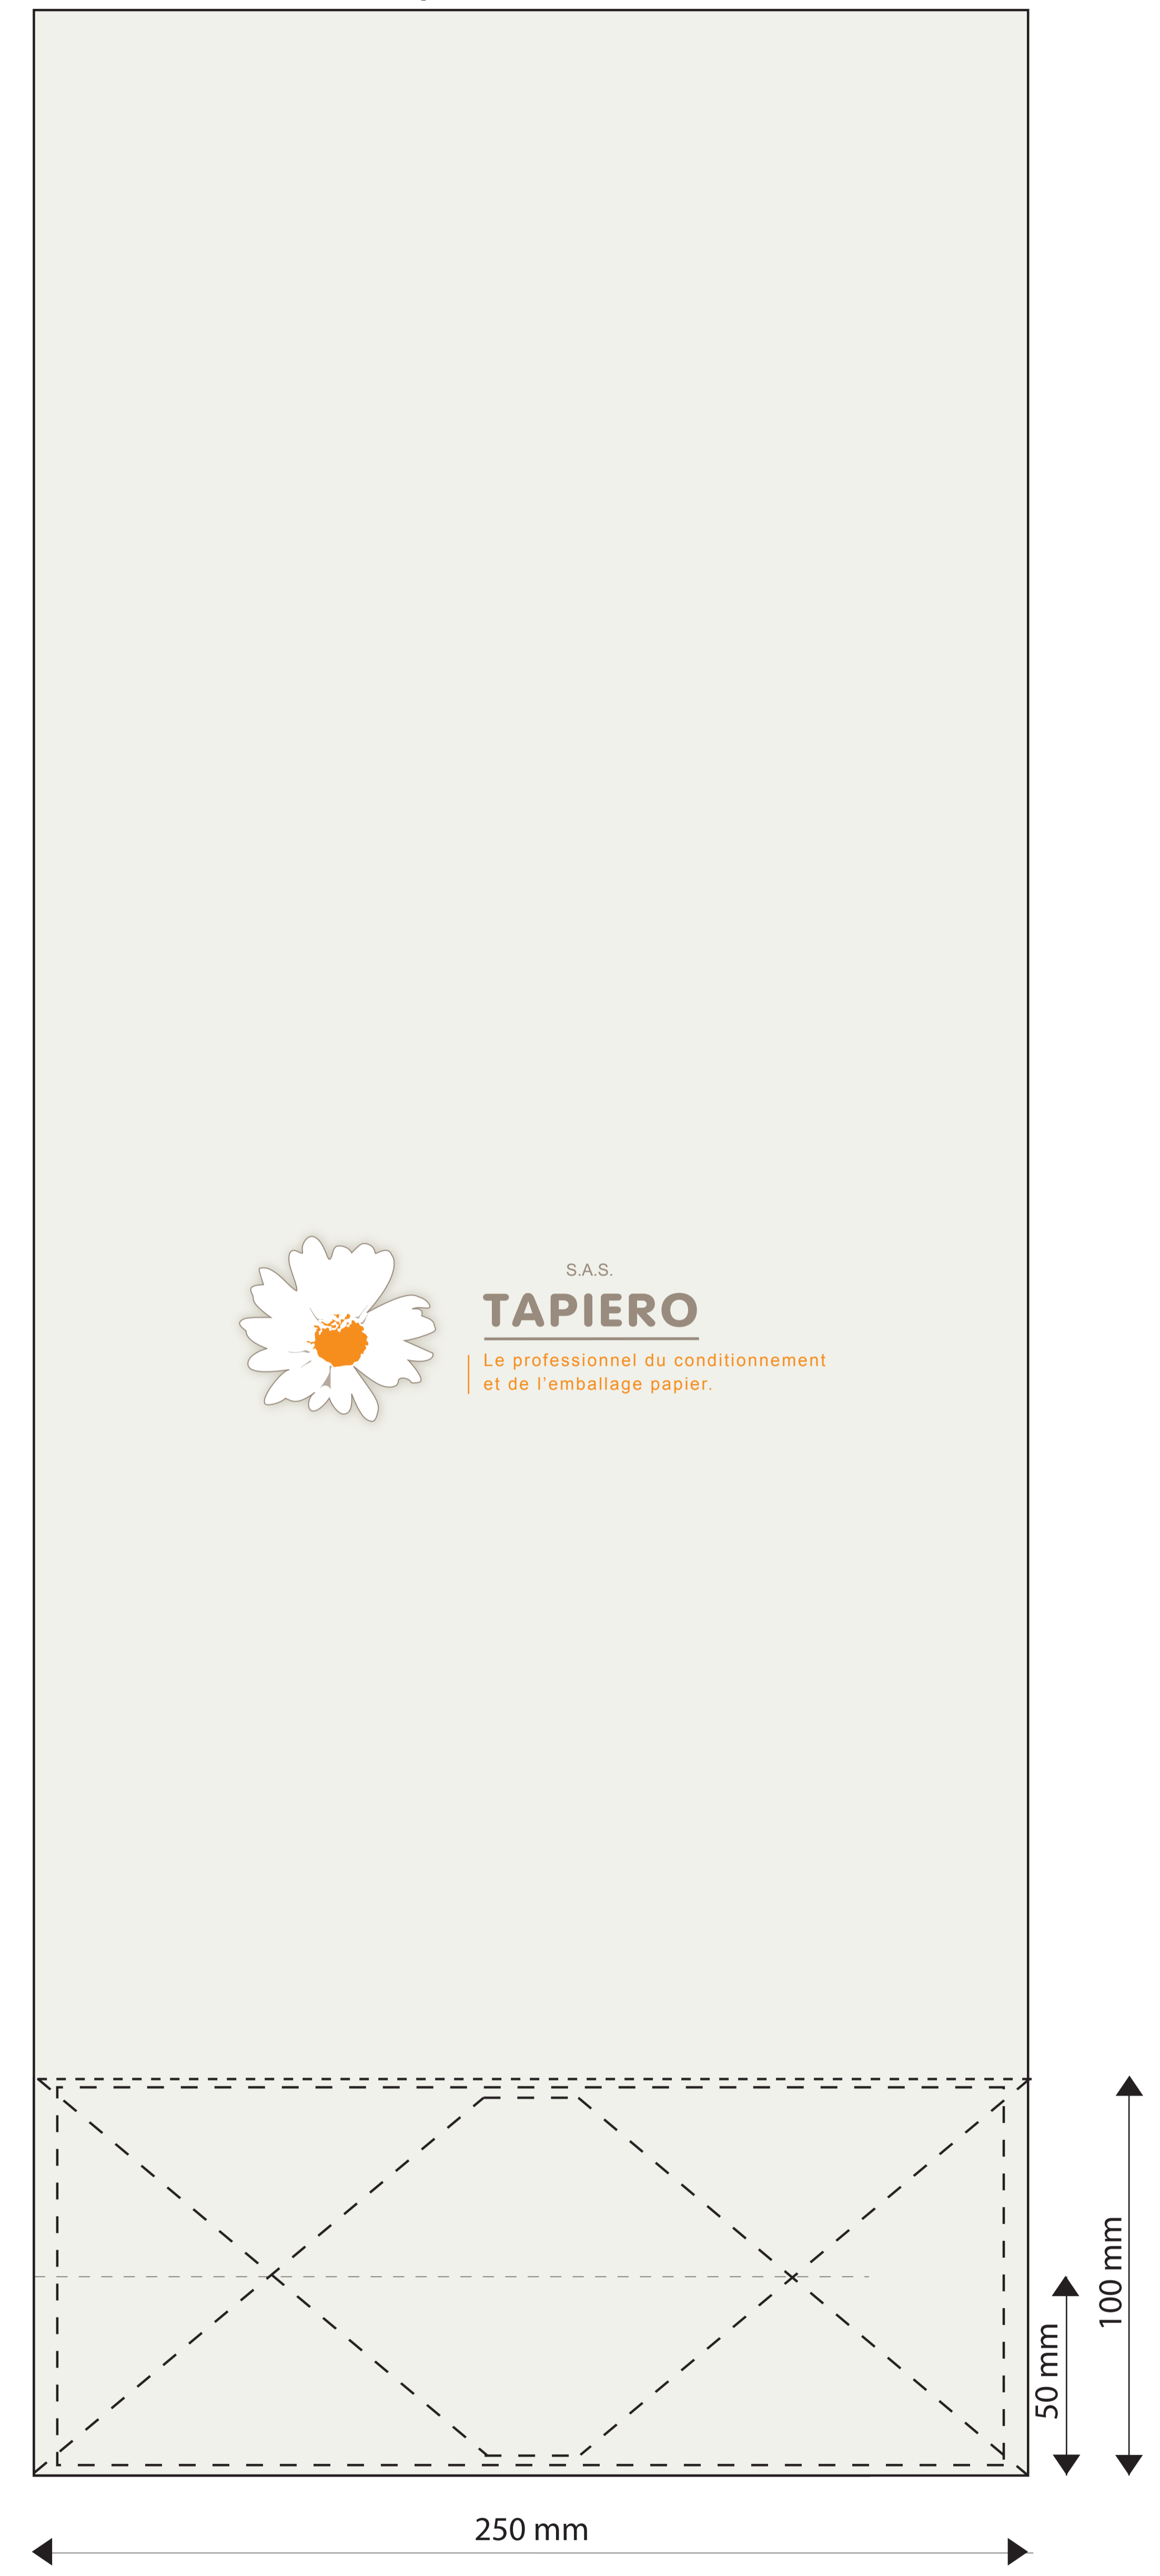 S.A.S.
TAPIERO
Le professionnel du conditionnement
et de l'emballage papier.
50 mm
100 mm
250 mm